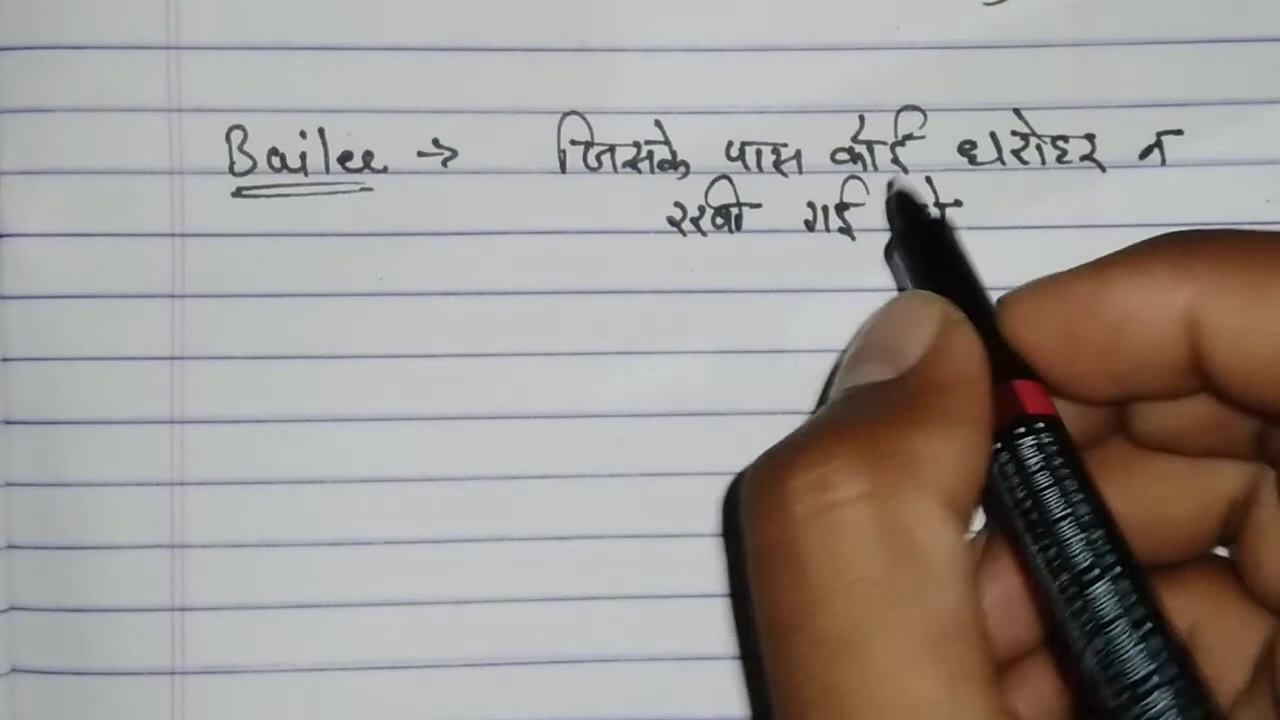 Bailee → जिसके पास कोई धरोहर न
रखी गई